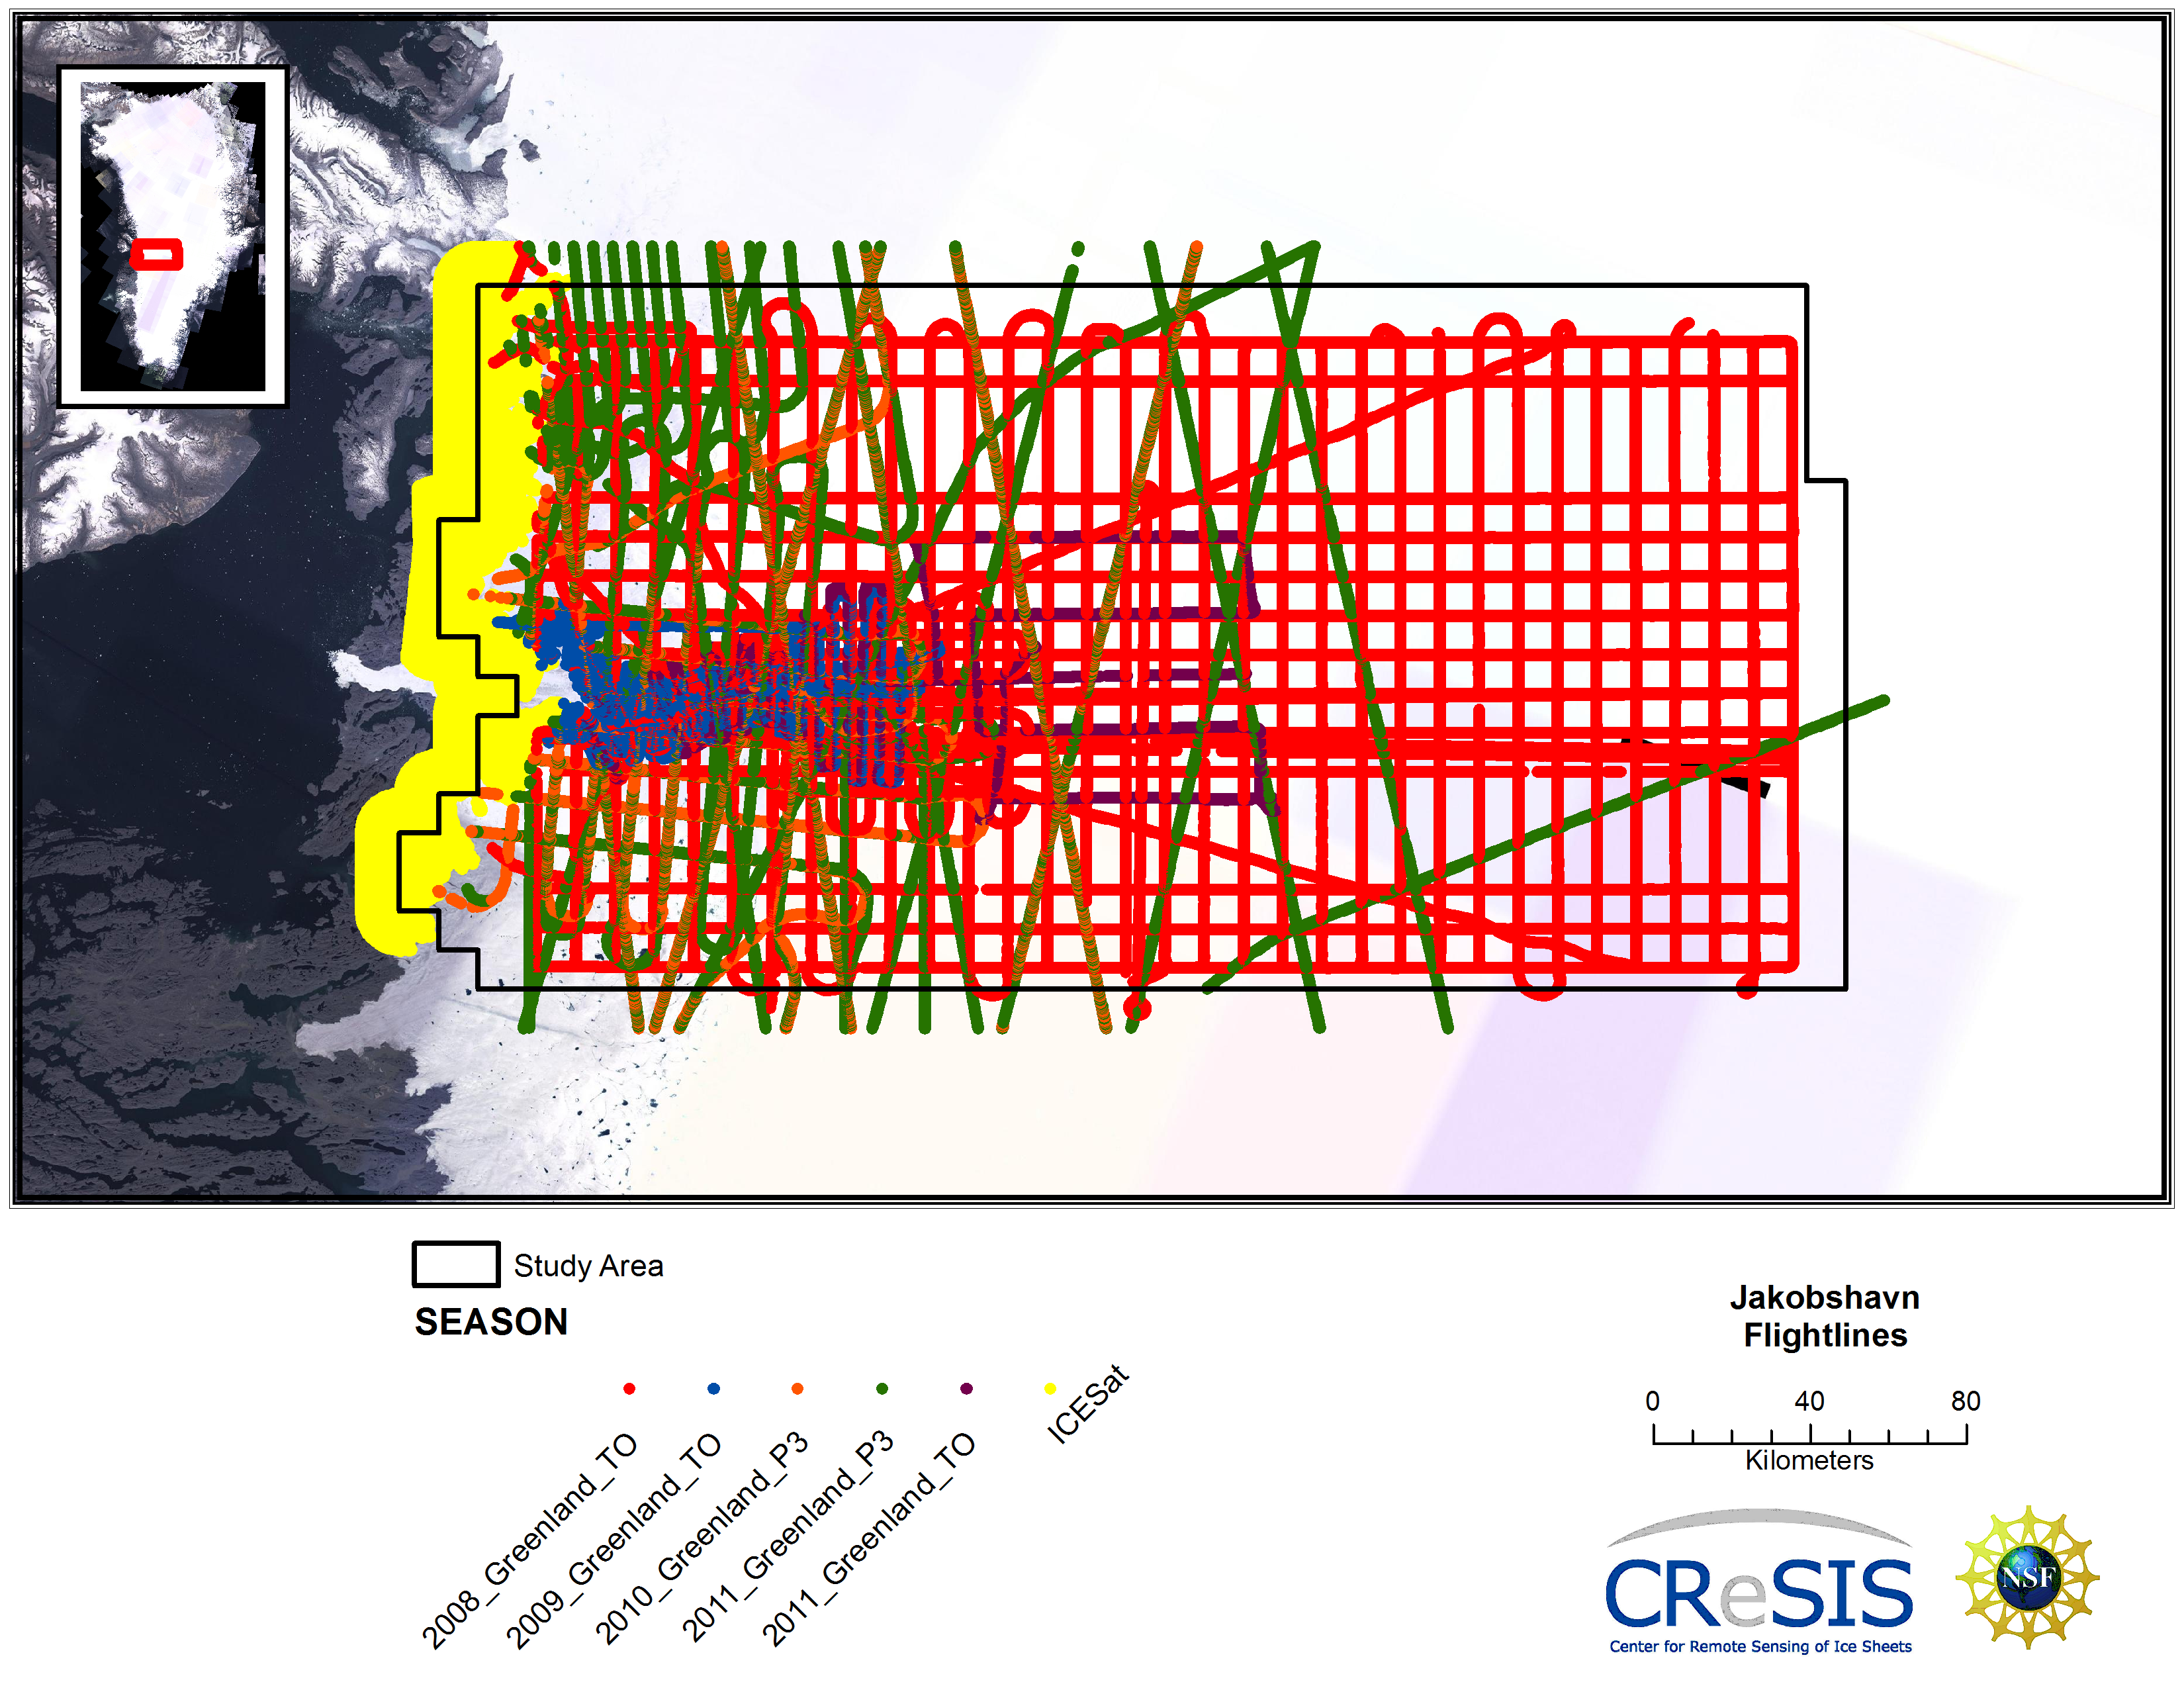 Study Area
SEASON
2008_Greenland_TO
2009_Greenland_TO
2010_Greenland_P3
2011_Greenland_P3
2011_Greenland_TO
ICESat
Jakobshavn
Flightlines
0 40 80
Kilometers
CReSIS
Center for Remote Sensing of Ice Sheets
NSF